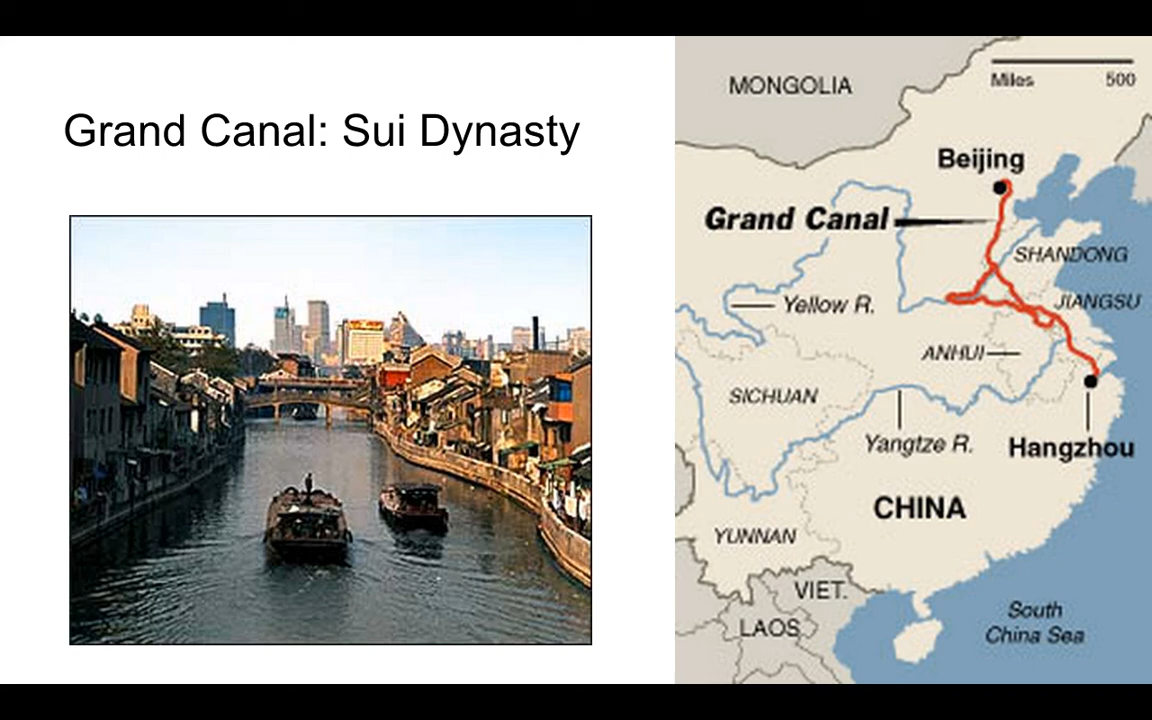 Grand Canal: Sui Dynasty
MONGOLIA
Miles 500
Beijing
Grand Canal
SHANDONG
Yellow R.
JIANGSU
ANHUI
SICHUAN
Yangtze R.
Hangzhou
CHINA
YUNNAN
VIET.
LAOS
South
China Sea